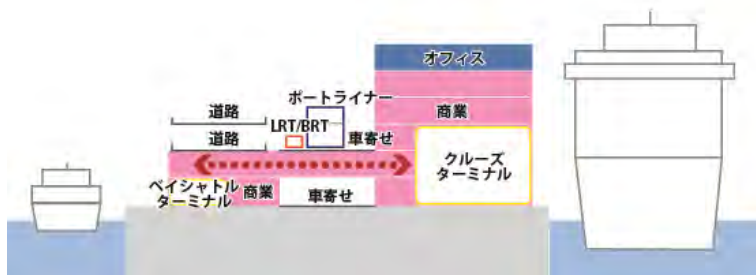 オフィス
ポートライナー
道路
商業
LRT/BRT
道路
車寄せ
クルーズ
ターミナル
ベイシャトル
ターミナル
商業
車寄せ